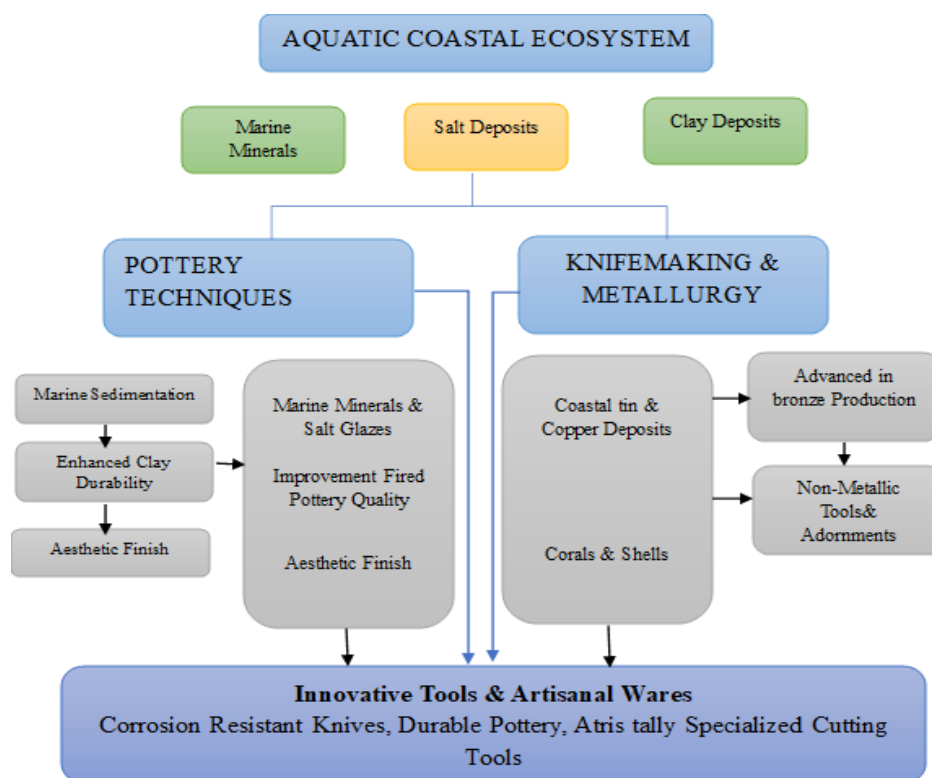 AQUATIC COASTAL ECOSYSTEM
Marine
Minerals
Salt Deposits
Clay Deposits
POTTERY
TECHNIQUES
KNIFEMAKING &
METALLURGY
Marine Sedimentation
Enhanced Clay
Durability
Aesthetic Finish
Marine Minerals &
Salt Glazes
Improvement Fired
Pottery Quality
Aesthetic Finish
Coastal tin &
Copper Deposits
Corals & Shells
Advanced in
bronze Production
Non-Metallic
Tools&
Adornments
Innovative Tools & Artisanal Wares
Corrosion Resistant Knives, Durable Pottery, Atris tally Specialized Cutting
Tools